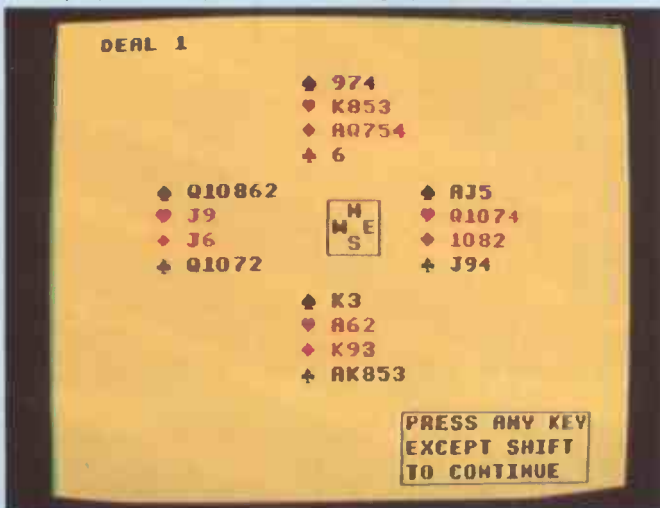 DEAL 1
♠ 974
♥ K853
♦ AQ754
♣ 6
♠ Q10862
♥ J9
♦ J6
♣ Q1072
N
W E
S
♠ AJ5
♥ Q1074
♦ 1082
♣ J94
♠ K3
♥ A62
♦ K93
♣ AK853
PRESS ANY KEY
EXCEPT SHIFT
TO CONTINUE